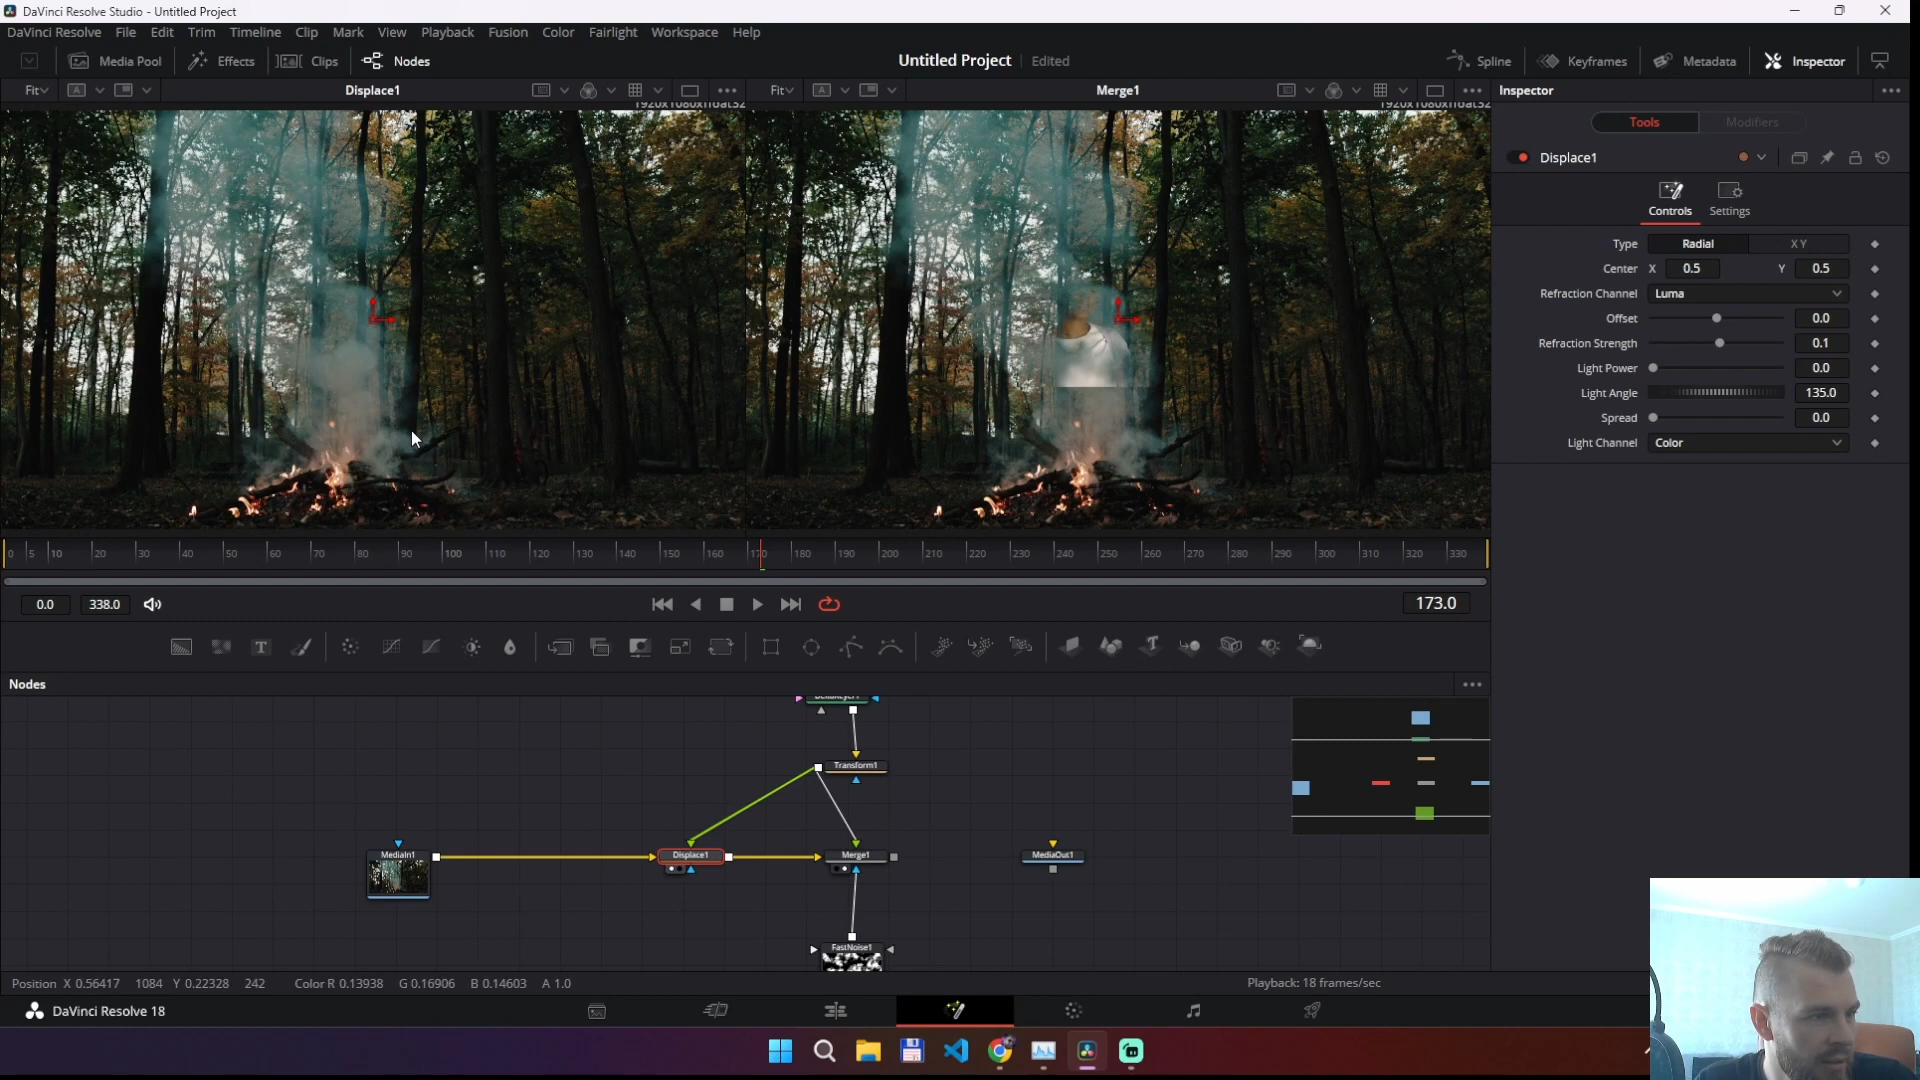 DaVinci Resolve Studio - Untitled Project
DaVinci Resolve File Edit Trim Timeline Clip Mark View Playback Fusion Color Fairlight Workspace Help
Media Pool Effects Clips Nodes Untitled Project Edited Spline Keyframes Metadata Inspector
Fit A Displace1 Fit A Merge1 Inspector
1920x1080xfloat32 1920x1080xfloat32
Tools Modifiers
Displace1
Controls Settings
Type Radial X Y
Center X 0.5 Y 0.5
Refraction Channel Luma
Offset 0.0
Refraction Strength 0.1
Light Power 0.0
Light Angle 135.0
Spread 0.0
Light Channel Color
0 5 10 20 30 40 50 60 70 80 90 100 110 120 130 140 150 160 170 180 190 200 210 220 230 240 250 260 270 280 290 300 310 320 330
0.0 338.0 173.0
T T
Nodes
Transform1
MediaIn1 Displace1 Merge1 MediaOut1
FastNoise1
Position X 0.56417 1084 Y 0.22328 242 Color R 0.13938 G 0.16906 B 0.14603 A 1.0 Playback: 18 frames/sec
DaVinci Resolve 18